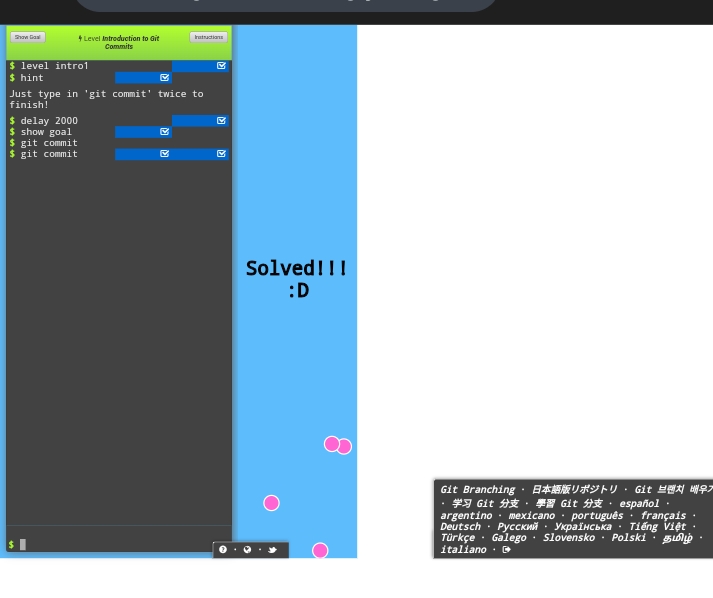 Show Goal
Level Introduction to Git
Commits
Instructions
$ level intro1
$ hint
Just type in 'git commit' twice to
finish!
$ delay 2000
$ show goal
$ git commit
$ git commit
Solved!!!
:D
$
Git Branching · 日本語版リポジトリ · Git 브랜치 배우기
· 学习 Git 分支 · 學習 Git 分支 · español ·
argentino · mexicano · português · français ·
Deutsch · Русский · Українська · Tiếng Việt ·
Türkçe · Galego · Slovensko · Polski · தமிழ் ·
italiano ·